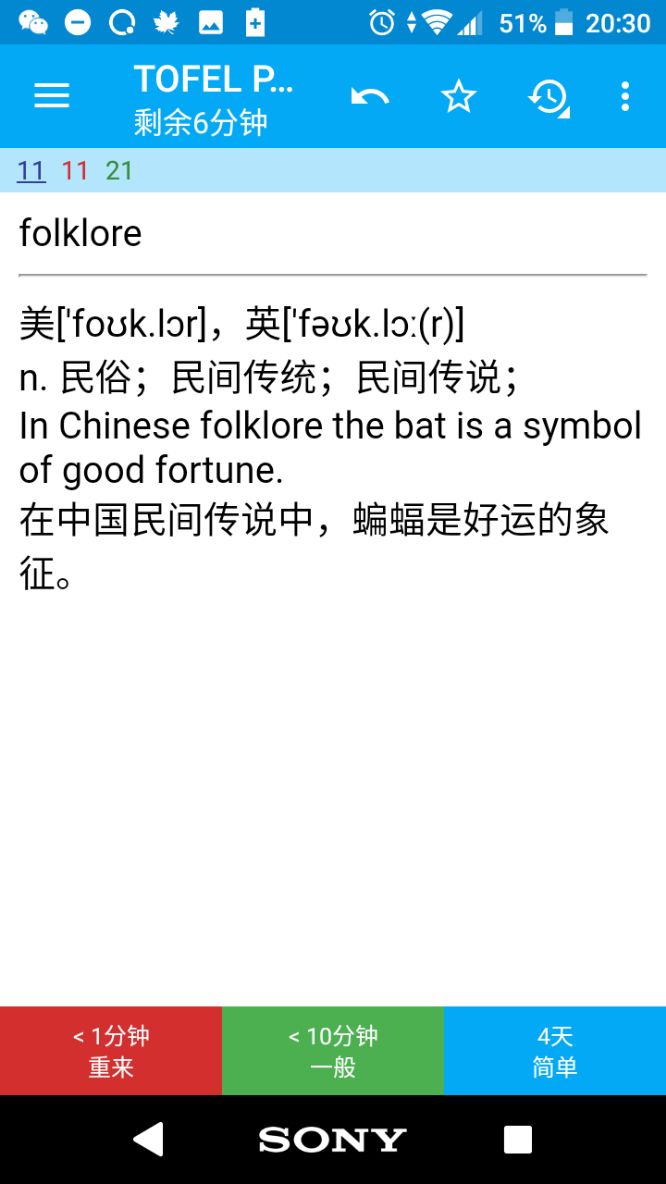 51% 20:30
TOFEL P...
剩余6分钟
11 11 21
folklore
美['foʊk.lɔr]，英['fəʊk.lɔː(r)]
n. 民俗；民间传统；民间传说；
In Chinese folklore the bat is a symbol
of good fortune.
在中国民间传说中，蝙蝠是好运的象
征。
< 1分钟 < 10分钟 4天
重来 一般 简单
SONY